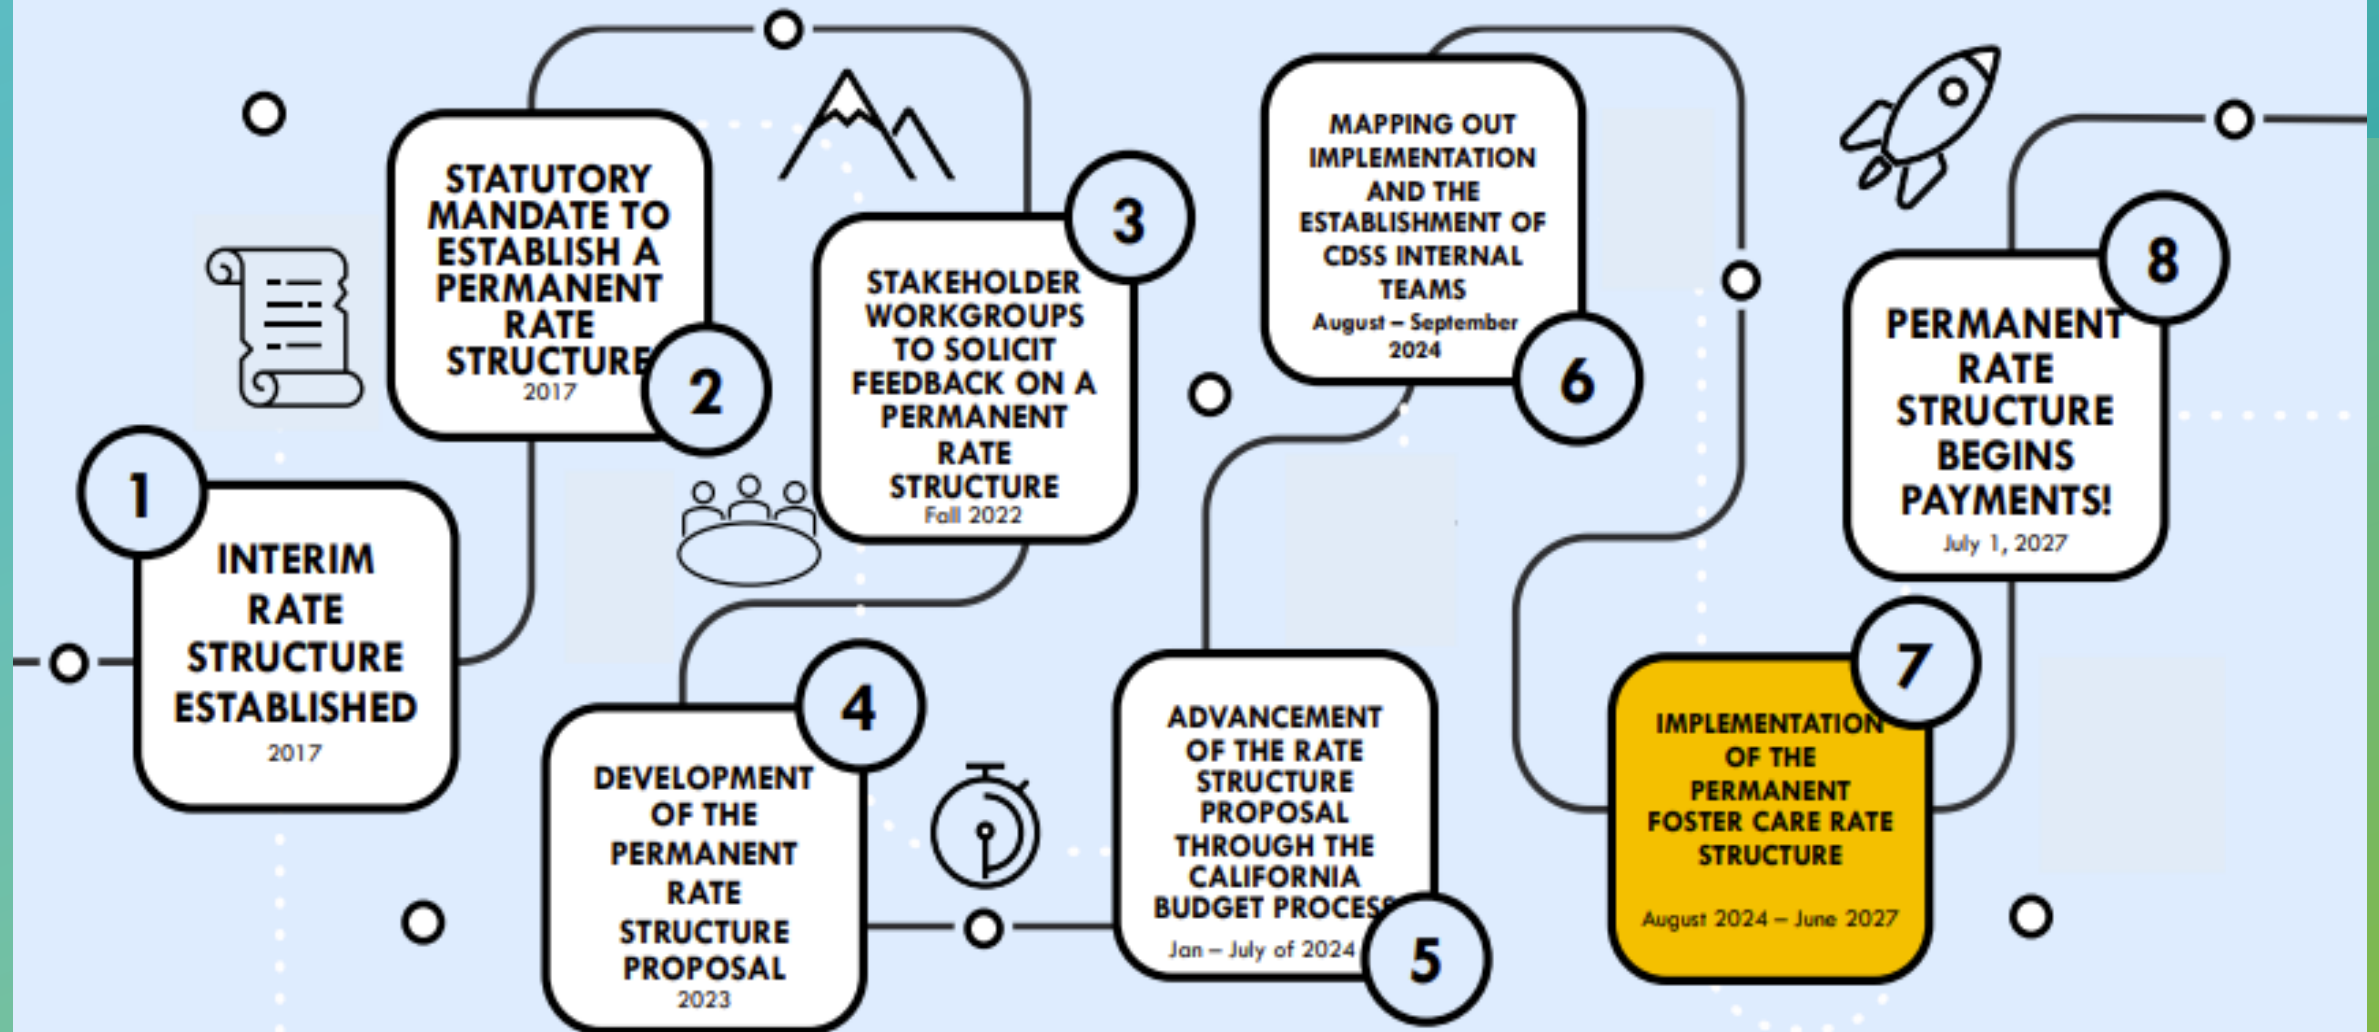 1
INTERIM
RATE
STRUCTURE
ESTABLISHED
2017
STATUTORY
MANDATE TO
ESTABLISH A
PERMANENT
RATE
STRUCTURE
2017
2
3
STAKEHOLDER
WORKGROUPS
TO SOLICIT
FEEDBACK ON A
PERMANENT
RATE
STRUCTURE
Fall 2022
4
DEVELOPMENT
OF THE
PERMANENT
RATE
STRUCTURE
PROPOSAL
2023
ADVANCEMENT
OF THE RATE
STRUCTURE
PROPOSAL
THROUGH THE
CALIFORNIA
BUDGET PROCESS
Jan – July of 2024
5
MAPPING OUT
IMPLEMENTATION
AND THE
ESTABLISHMENT OF
CDSS INTERNAL
TEAMS
August – September
2024
6
7
IMPLEMENTATION
OF THE
PERMANENT
FOSTER CARE RATE
STRUCTURE
August 2024 – June 2027
8
PERMANENT
RATE
STRUCTURE
BEGINS
PAYMENTS!
July 1, 2027